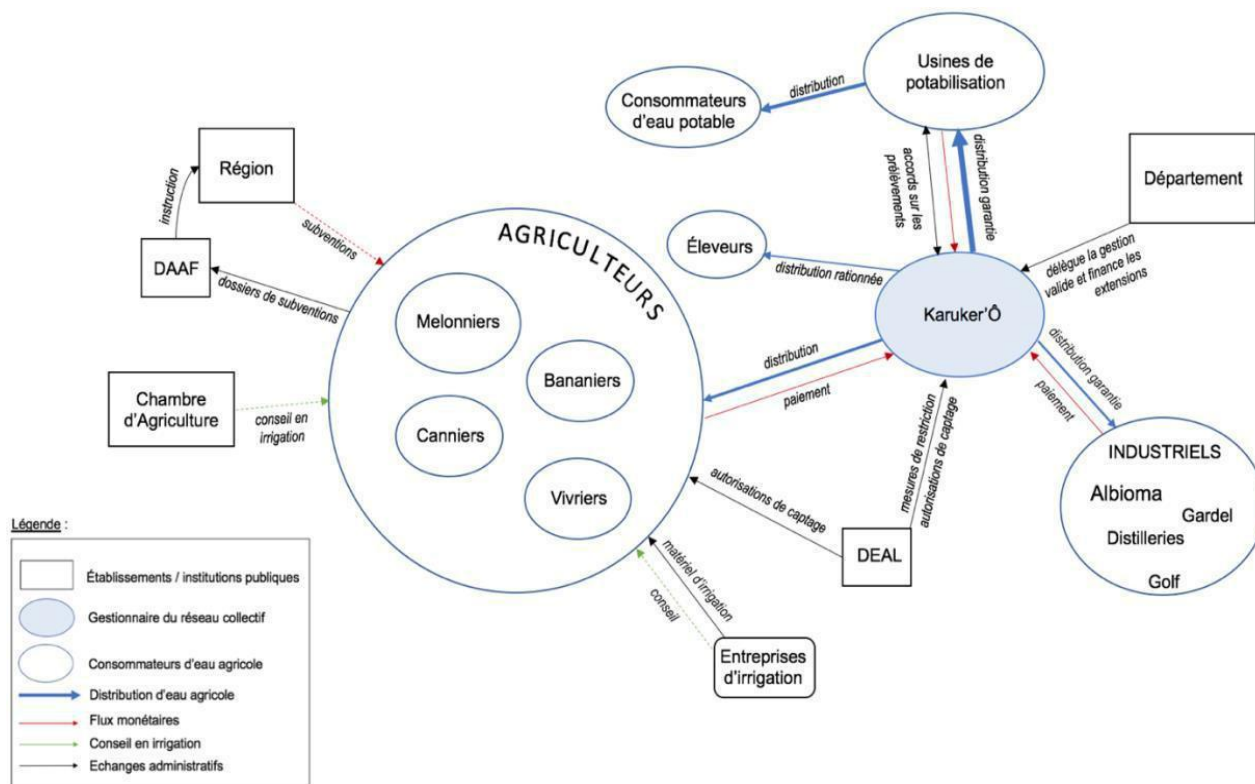 Usines de
potabilisation
distribution
Consommateurs
d'eau potable
accords sur les
prélèvements
distribution garantie
Département
Région
instruction
subventions
DAAF
dossiers de subventions
AGRICULTEURS
Éleveurs
distribution rationnée
délègue la gestion
valide et finance les
extensions
Karuker'Ô
Melonniers
Bananiers
Canniers
Vivriers
distribution
paiement
distribution garantie
paiement
Chambre
d'Agriculture
conseil en
irrigation
mesures de restriction
autorisations de captage
autorisations de captage
INDUSTRIELS
Albioma
Gardel
Distilleries
Golf
DEAL
matériel d'irrigation
conseil
Entreprises
d'irrigation
Légende :
Établissements / institutions publiques
Gestionnaire du réseau collectif
Consommateurs d'eau agricole
Distribution d'eau agricole
Flux monétaires
Conseil en irrigation
Echanges administratifs